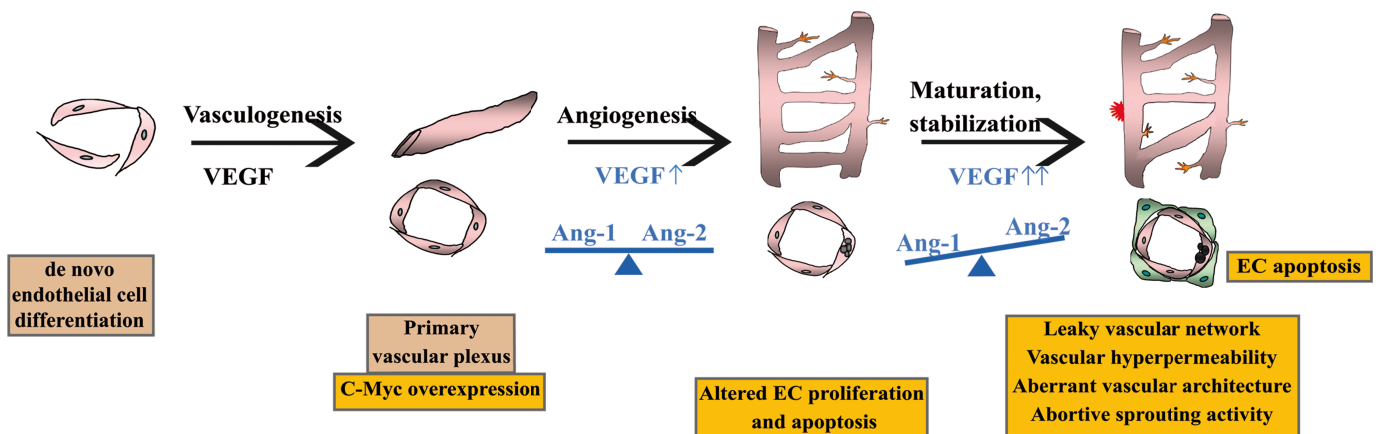 Vasculogenesis
VEGF
Angiogenesis
VEGF↑
Ang-1 Ang-2
Maturation,
stabilization
VEGF↑↑
Ang-1 Ang-2
de novo
endothelial cell
differentiation
Primary
vascular plexus
C-Myc overexpression
Altered EC proliferation
and apoptosis
EC apoptosis
Leaky vascular network
Vascular hyperpermeability
Aberrant vascular architecture
Abortive sprouting activity